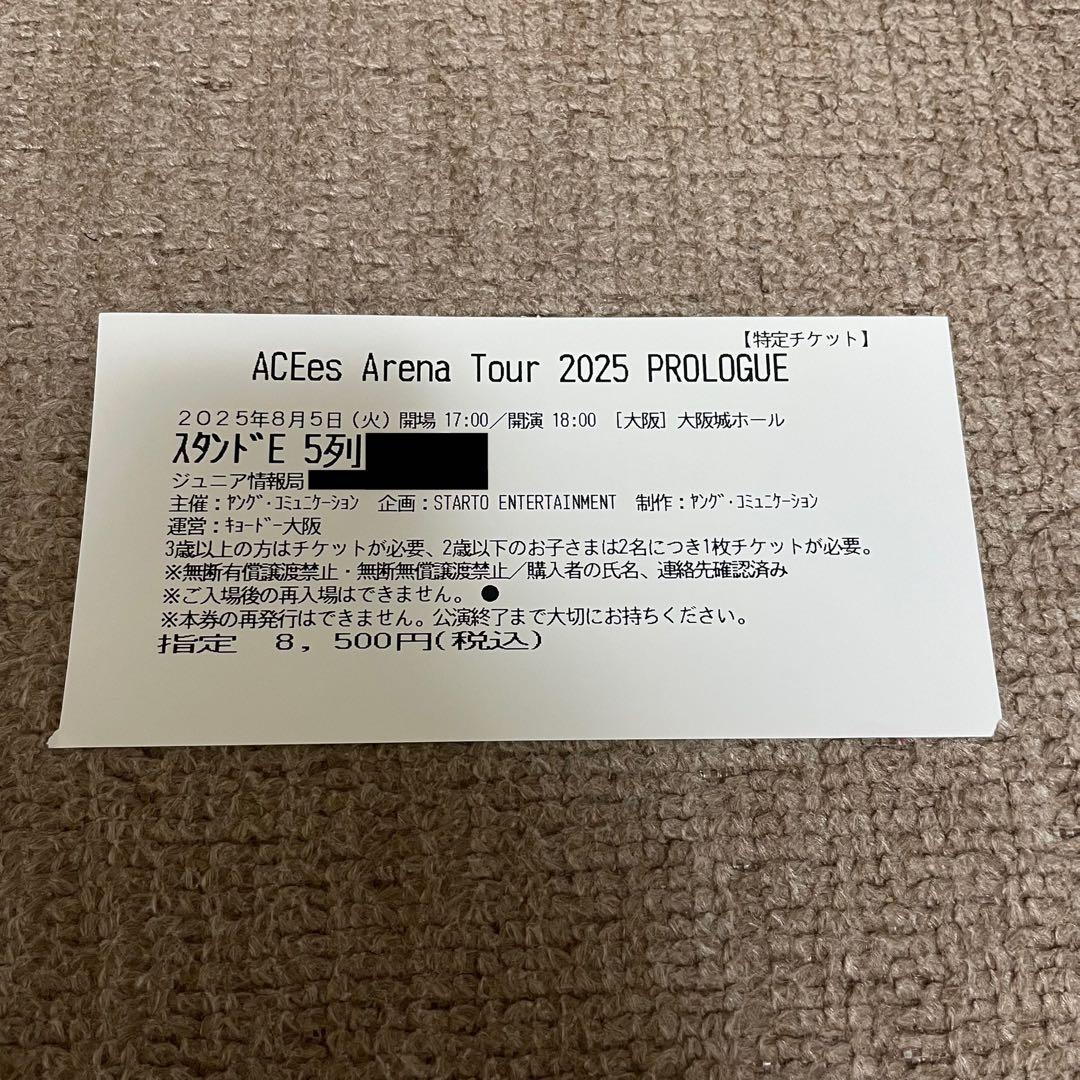 【特定チケット】
ACEes Arena Tour 2025 PROLOGUE
２０２５年８月５日（火）開場 17:00／開演 18:00 ［大阪］大阪城ホール
ｽﾀﾝﾄﾞE 5列
ジュニア情報局
主催：ﾔﾝｸﾞ・ｺﾐｭﾆｹｰｼｮﾝ 企画：STARTO ENTERTAINMENT 制作：ﾔﾝｸﾞ・ｺﾐｭﾆｹｰｼｮﾝ
運営：ｷｮｰﾄﾞｰ大阪
3歳以上の方はチケットが必要、2歳以下のお子さまは2名につき1枚チケットが必要。
※無断有償譲渡禁止・無断無償譲渡禁止／購入者の氏名、連絡先確認済み
※ご入場後の再入場はできません。 ●
※本券の再発行はできません。公演終了まで大切にお持ちください。
指定 8,500円(税込)